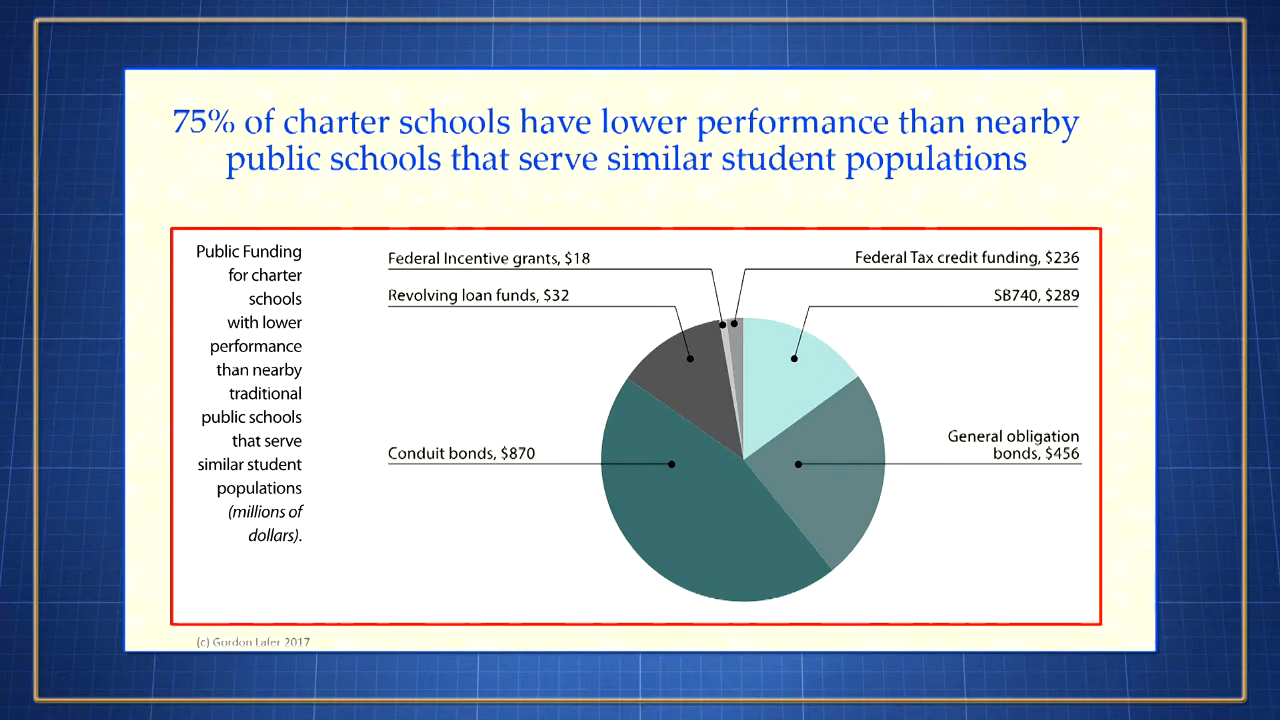 75% of charter schools have lower performance than nearby
public schools that serve similar student populations
Public Funding
for charter
schools
with lower
performance
than nearby
traditional
public schools
that serve
similar student
populations
(millions of
dollars).
Federal Incentive grants, $18
Revolving loan funds, $32
Conduit bonds, $870
Federal Tax credit funding, $236
SB740, $289
General obligation
bonds, $456
(c) Gordon Lafer 2017